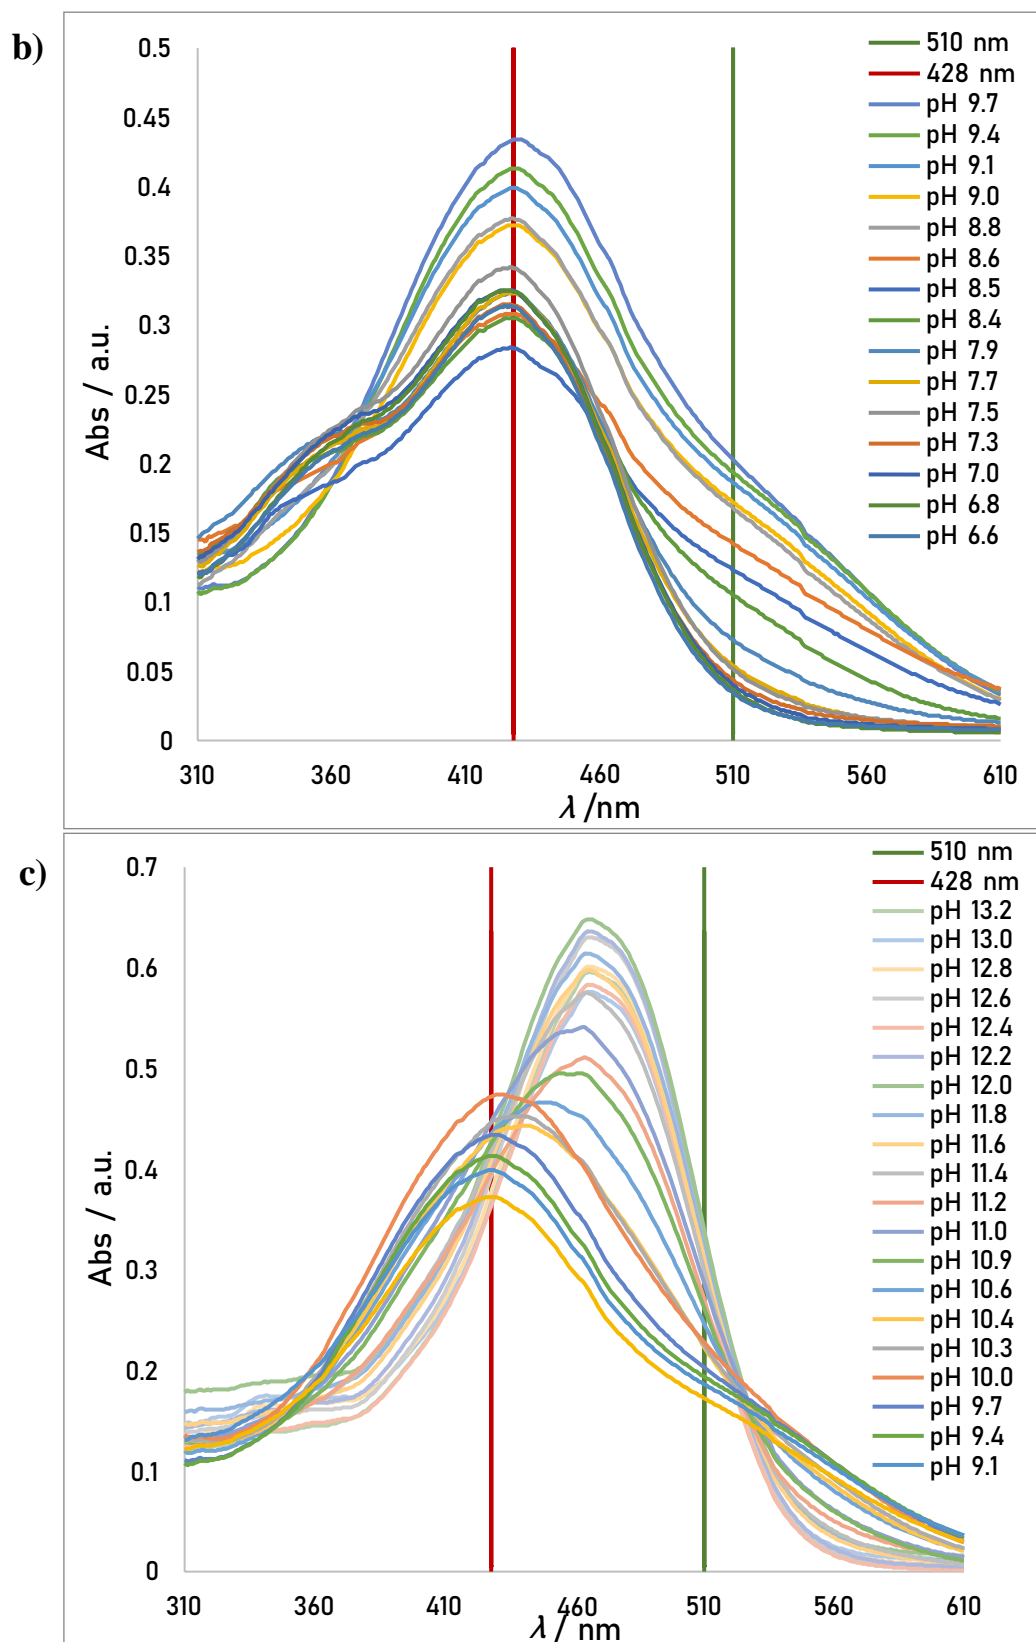 b)
0.5
0.45
0.4
0.35
0.3
0.25
0.2
0.15
0.1
0.05
0
Abs / a.u.
310 360 410 460 510 560 610
λ /nm
510 nm
428 nm
pH 9.7
pH 9.4
pH 9.1
pH 9.0
pH 8.8
pH 8.6
pH 8.5
pH 8.4
pH 7.9
pH 7.7
pH 7.5
pH 7.3
pH 7.0
pH 6.8
pH 6.6
c)
0.7
0.6
0.5
0.4
0.3
0.2
0.1
0
Abs / a.u.
310 360 410 460 510 560 610
λ / nm
510 nm
428 nm
pH 13.2
pH 13.0
pH 12.8
pH 12.6
pH 12.4
pH 12.2
pH 12.0
pH 11.8
pH 11.6
pH 11.4
pH 11.2
pH 11.0
pH 10.9
pH 10.6
pH 10.4
pH 10.3
pH 10.0
pH 9.7
pH 9.4
pH 9.1